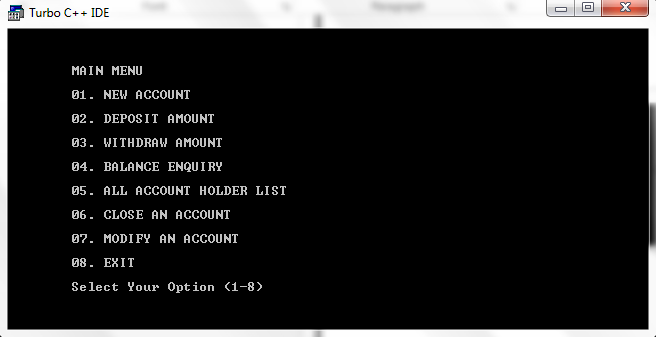 Turbo C++ IDE
MAIN MENU
01. NEW ACCOUNT
02. DEPOSIT AMOUNT
03. WITHDRAW AMOUNT
04. BALANCE ENQUIRY
05. ALL ACCOUNT HOLDER LIST
06. CLOSE AN ACCOUNT
07. MODIFY AN ACCOUNT
08. EXIT
Select Your Option (1-8)